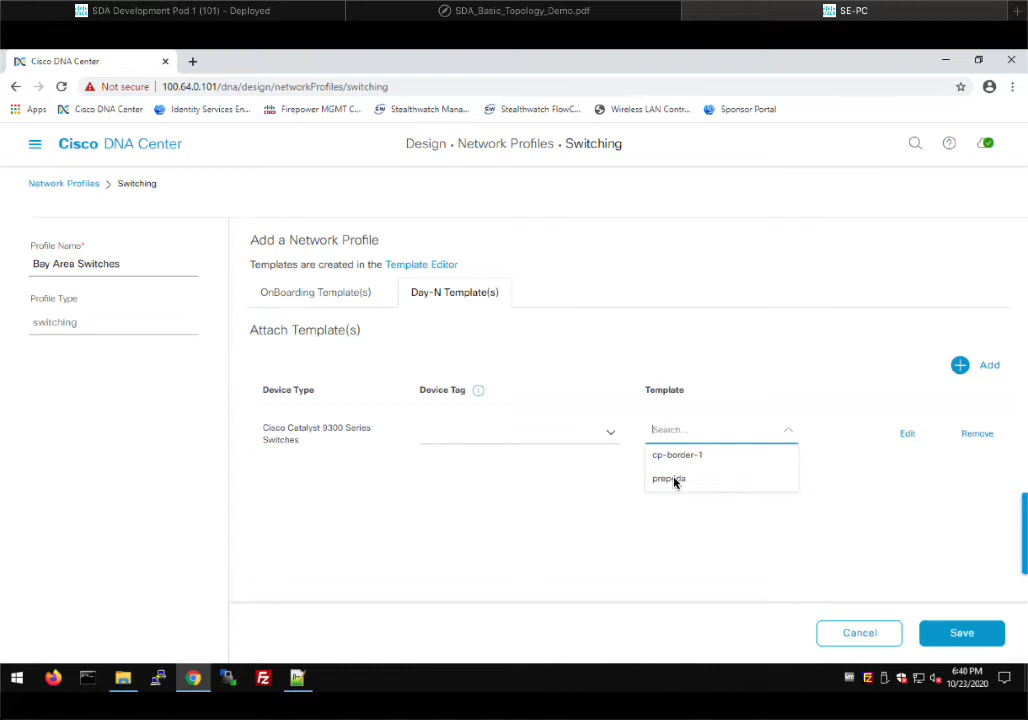 SDA Development Pod 1 (101) - Deployed
SDA_Basic_Topology_Demo.pdf
SE-PC
Cisco DNA Center
Not secure | 100.64.0.101/dna/design/networkProfiles/switching
Apps
Cisco DNA Center
Identity Services En...
Firepower MGMT C...
Stealthwatch Mana...
Stealthwatch FlowC...
Wireless LAN Contr...
Sponsor Portal
Cisco DNA Center
Design • Network Profiles • Switching
Network Profiles > Switching
Profile Name*
Bay Area Switches
Profile Type
switching
Add a Network Profile
Templates are created in the Template Editor
OnBoarding Template(s)
Day-N Template(s)
Attach Template(s)
Add
Device Type
Device Tag
Template
Cisco Catalyst 9300 Series
Switches
Search...
Edit
Remove
cp-border-1
Cancel
Save
6:40 PM
10/23/2020